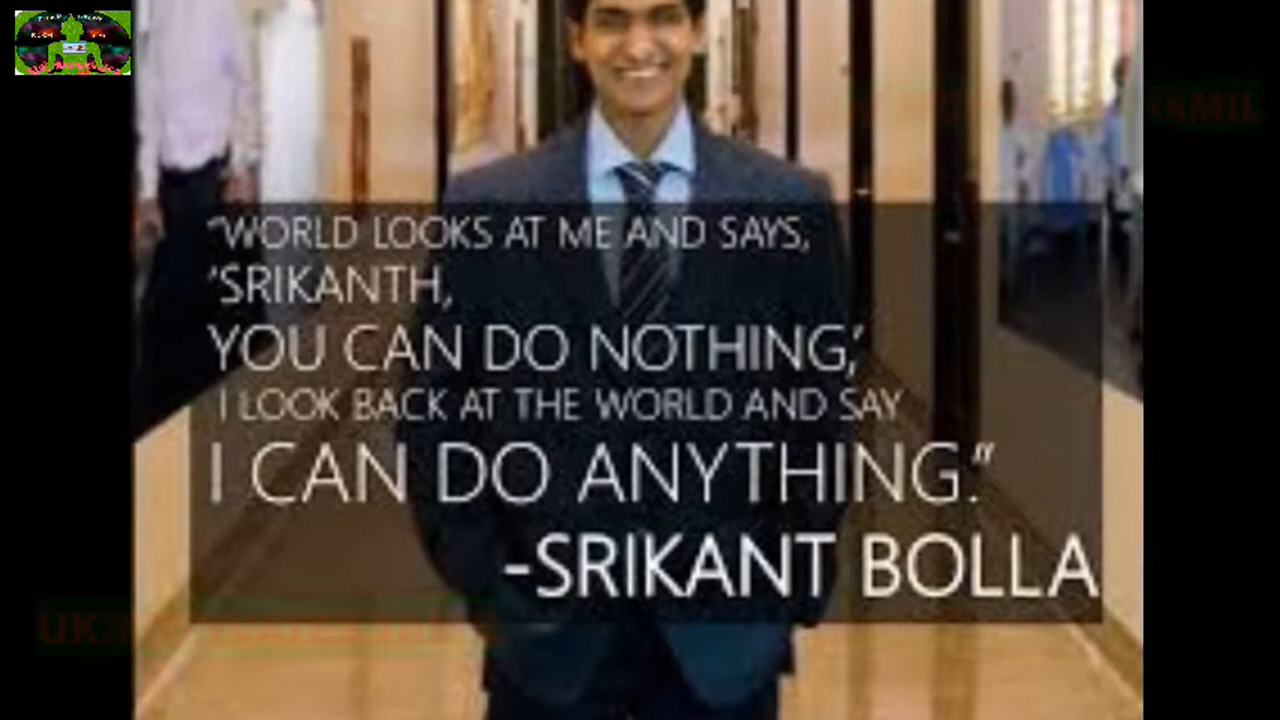 “WORLD LOOKS AT ME AND SAYS,
‘SRIKANTH,
YOU CAN DO NOTHING,’
I LOOK BACK AT THE WORLD AND SAY
I CAN DO ANYTHING.”
-SRIKANT BOLLA
TAMIL